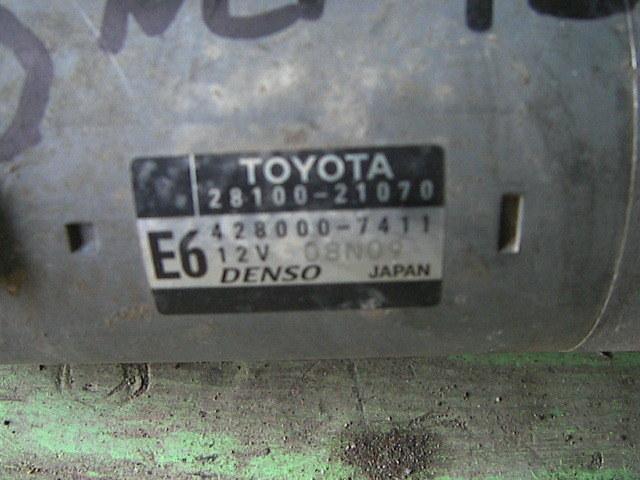 TOYOTA
28100-21070
E6
428000-7411
12V 08N09
DENSO JAPAN